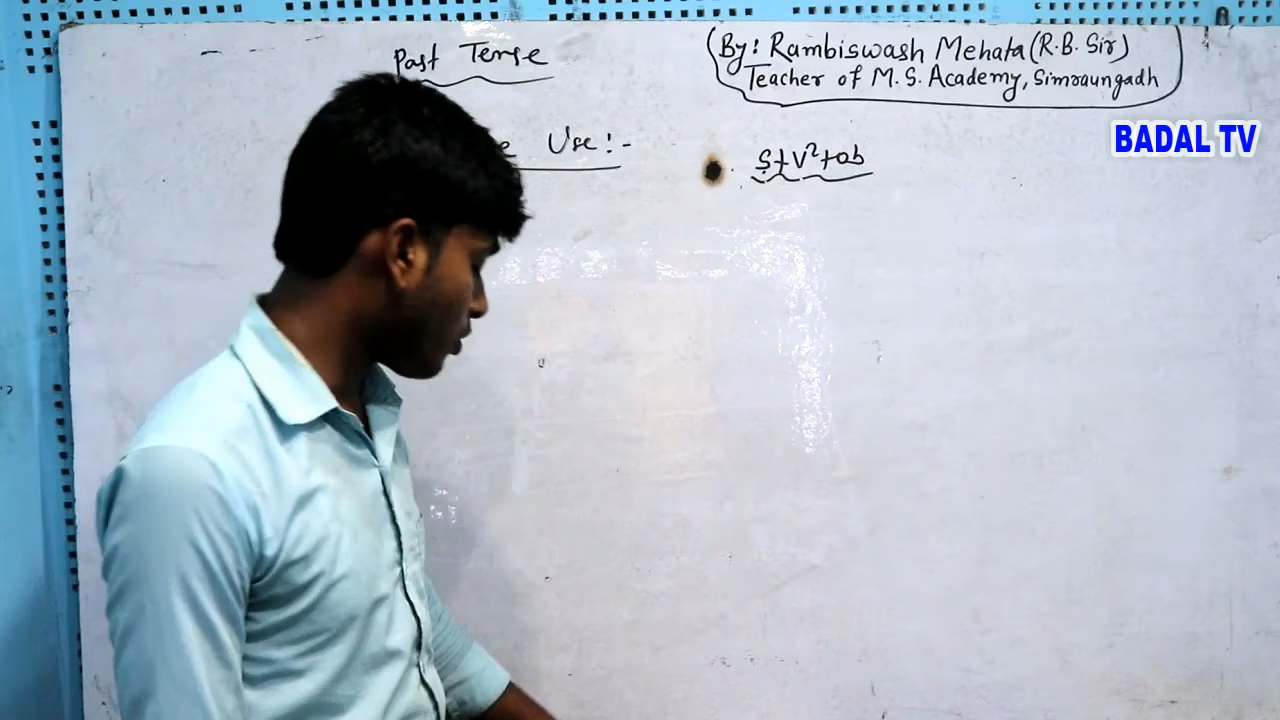 Past Tense
By: Rambiswash Mehata (R.B. Sir)
Teacher of M. S. Academy, Simraungadh
BADAL TV
Use:-
S+V²+ob